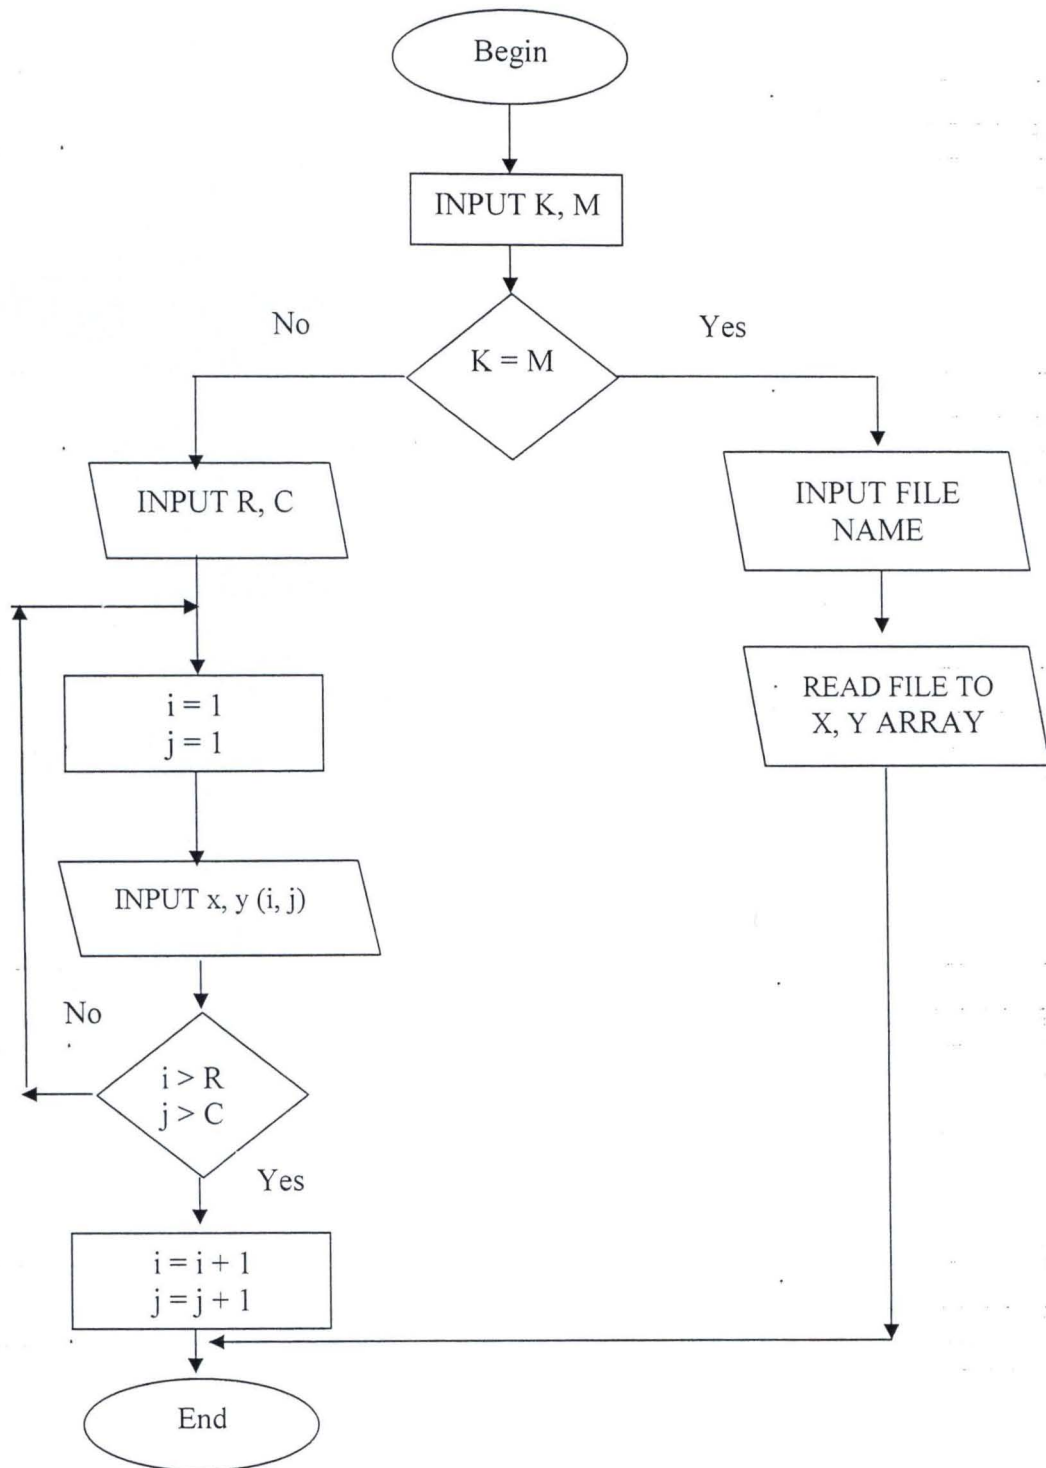 Begin
INPUT K, M
No
Yes
K = M
INPUT R, C
INPUT FILE
NAME
i = 1
j = 1
READ FILE TO
X, Y ARRAY
INPUT x, y (i, j)
No
i > R
j > C
Yes
i = i + 1
j = j + 1
End